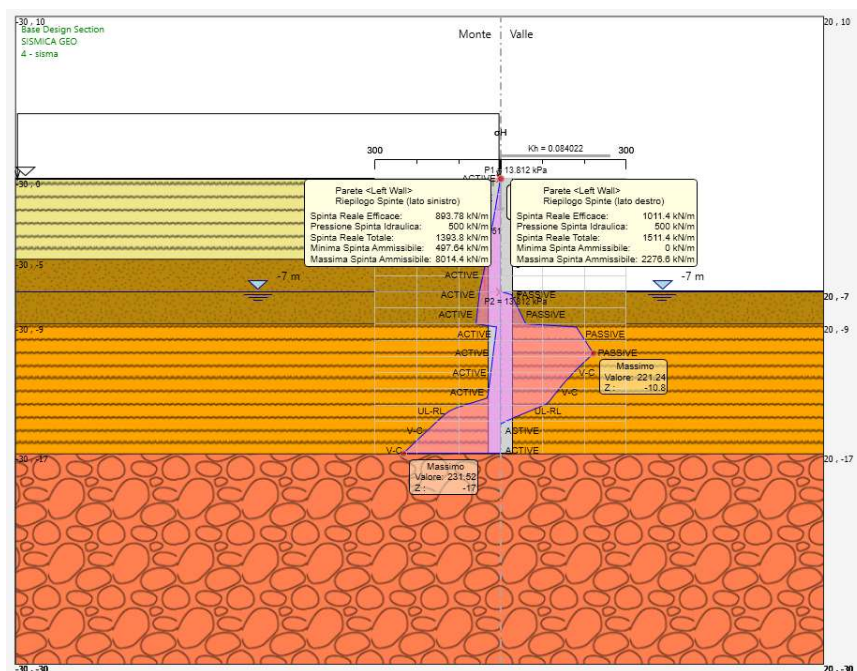 -30 , 10
20 , 10
Base Design Section
SISMICA GEO
4 - sisma
Monte
Valle
σH
300
Kh = 0.084022
300
P1 = 13.812 kPa
ACTIVE
-30 , 0
Parete <Left Wall>
Riepilogo Spinte (lato sinistro)
Spinta Reale Efficace: 893.78 kN/m
Pressione Spinta Idraulica: 500 kN/m
Spinta Reale Totale: 1393.8 kN/m
Minima Spinta Ammissibile: 497.64 kN/m
Massima Spinta Ammissibile: 8014.4 kN/m
Parete <Left Wall>
Riepilogo Spinte (lato destro)
Spinta Reale Efficace: 1011.4 kN/m
Pressione Spinta Idraulica: 500 kN/m
Spinta Reale Totale: 1511.4 kN/m
Minima Spinta Ammissibile: 0 kN/m
Massima Spinta Ammissibile: 2276.6 kN/m
-30 , -5
ACTIVE
-7 m
-7 m
ACTIVE
PASSIVE
20 , -7
P2 = 13.812 kPa
ACTIVE
PASSIVE
-30 , -9
20 , -9
ACTIVE
PASSIVE
ACTIVE
PASSIVE
Massimo
Valore: 221.24
Z : -10.8
ACTIVE
V-C
ACTIVE
V-C
UL-RL
UL-RL
V-C
ACTIVE
V-C
ACTIVE
-30 , -17
20 , -17
Massimo
Valore: 231.52
Z : -17
-30 , -30
20 , -30